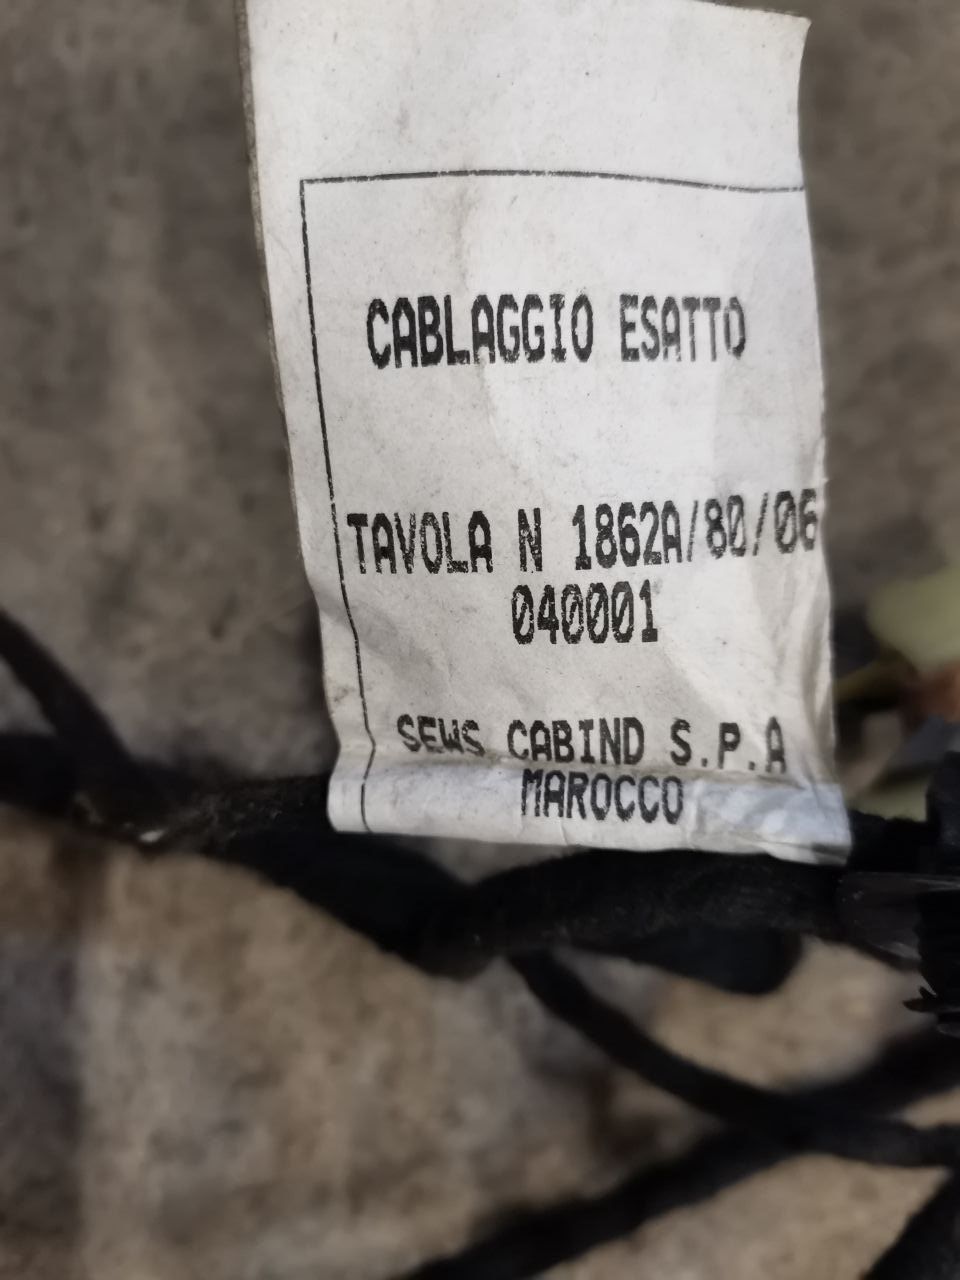 CABLAGGIO ESATTO
TAVOLA N 1862A/80/06
040001
SEWS CABIND S.P.A
MAROCCO